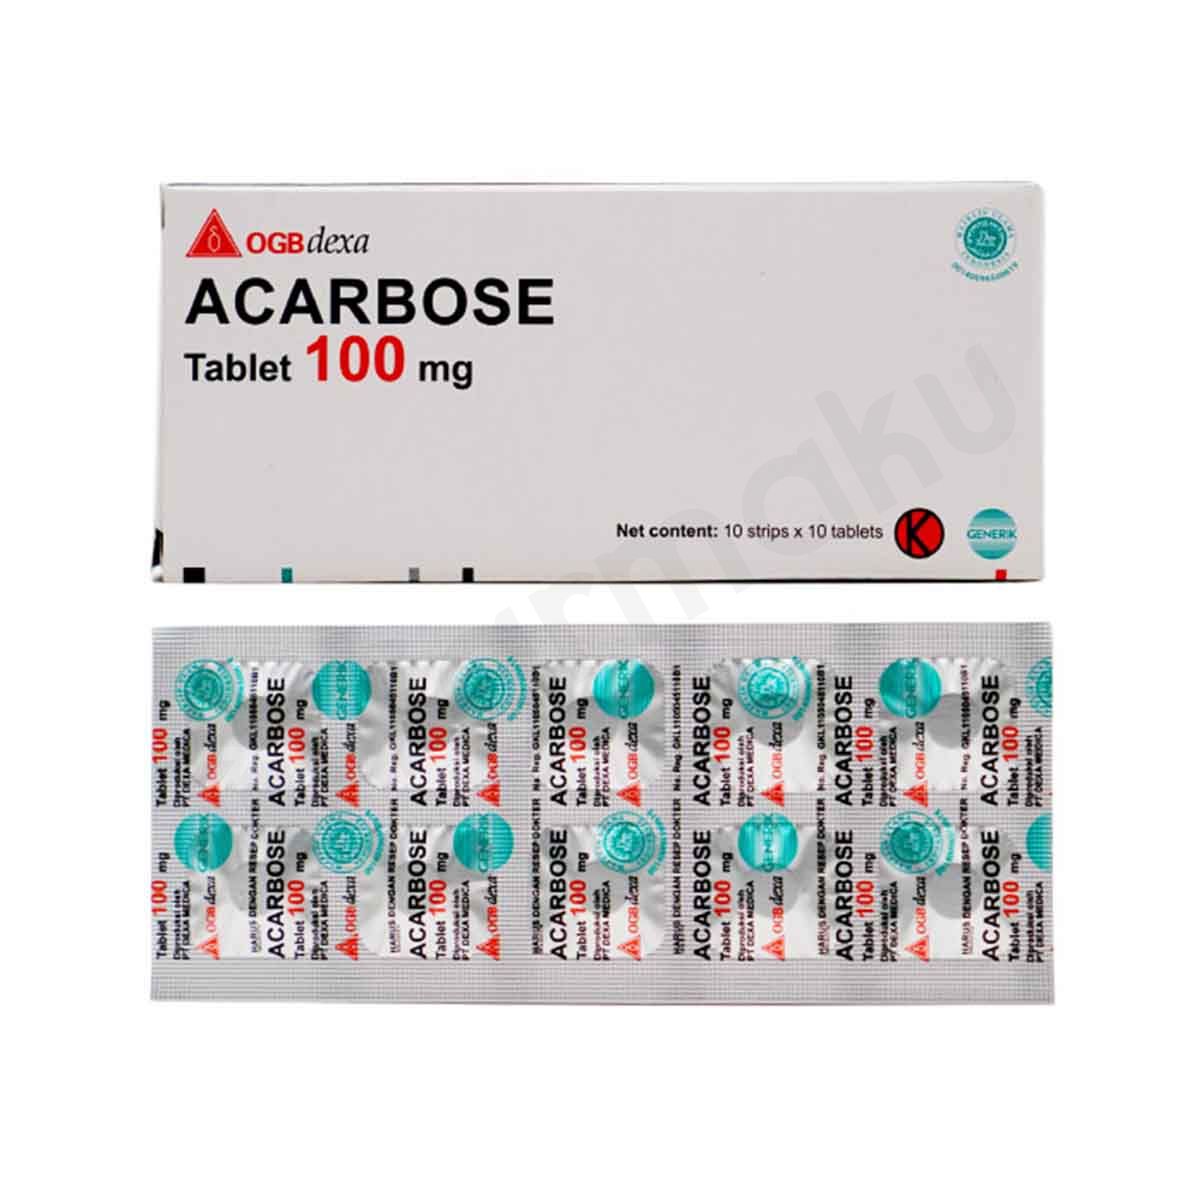 OGBdexa
ACARBOSE
Tablet 100 mg
Net content: 10 strips x 10 tablets
K
GENERIK
farmaku
ACARBOSE
Tablet 100 mg
Diproduksi oleh
PT DEXA MEDICA
OGBdexa
GENERIK
HARUS DENGAN RESEP DOKTER